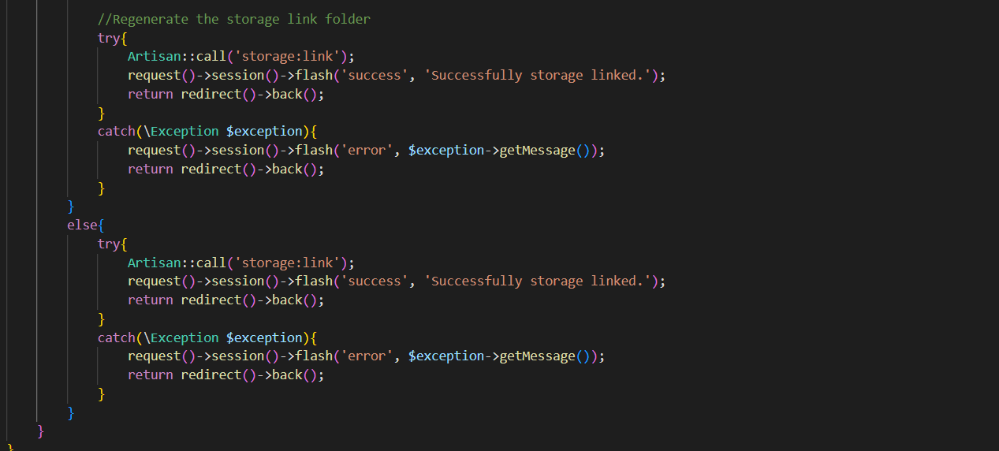 //Regenerate the storage link folder
try{
Artisan::call('storage:link');
request()->session()->flash('success', 'Successfully storage linked.');
return redirect()->back();
}
catch(\Exception $exception){
request()->session()->flash('error', $exception->getMessage());
return redirect()->back();
}
}
else{
try{
Artisan::call('storage:link');
request()->session()->flash('success', 'Successfully storage linked.');
return redirect()->back();
}
catch(\Exception $exception){
request()->session()->flash('error', $exception->getMessage());
return redirect()->back();
}
}
}
}